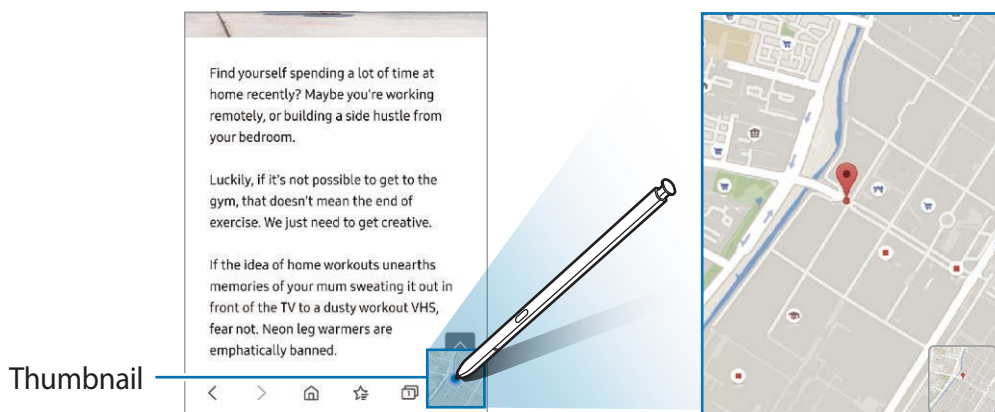 Find yourself spending a lot of time at
home recently? Maybe you're working
remotely, or building a side hustle from
your bedroom.
Luckily, if it's not possible to get to the
gym, that doesn't mean the end of
exercise. We just need to get creative.
If the idea of home workouts unearths
memories of your mum sweating it out in
front of the TV to a dusty workout VHS,
fear not. Neon leg warmers are
emphatically banned.
Thumbnail
1